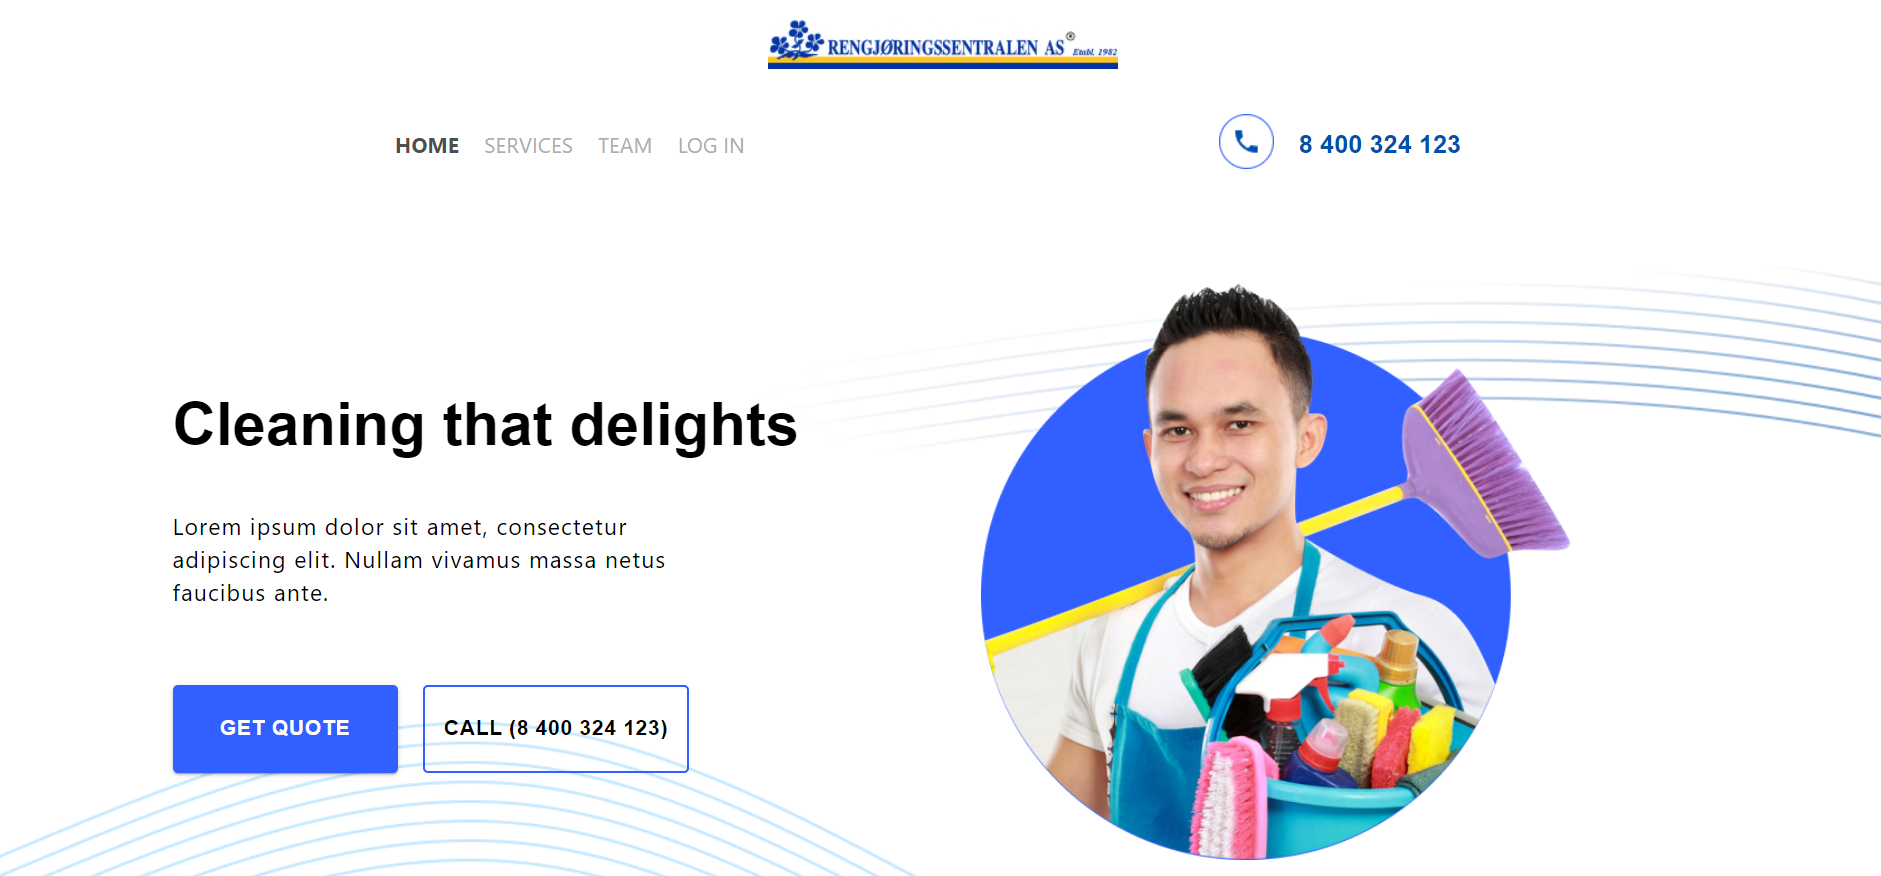 RENGJØRINGSSENTRALEN AS® Etabl. 1982
HOME SERVICES TEAM LOG IN
8 400 324 123
Cleaning that delights
Lorem ipsum dolor sit amet, consectetur
adipiscing elit. Nullam vivamus massa netus
faucibus ante.
GET QUOTE
CALL (8 400 324 123)